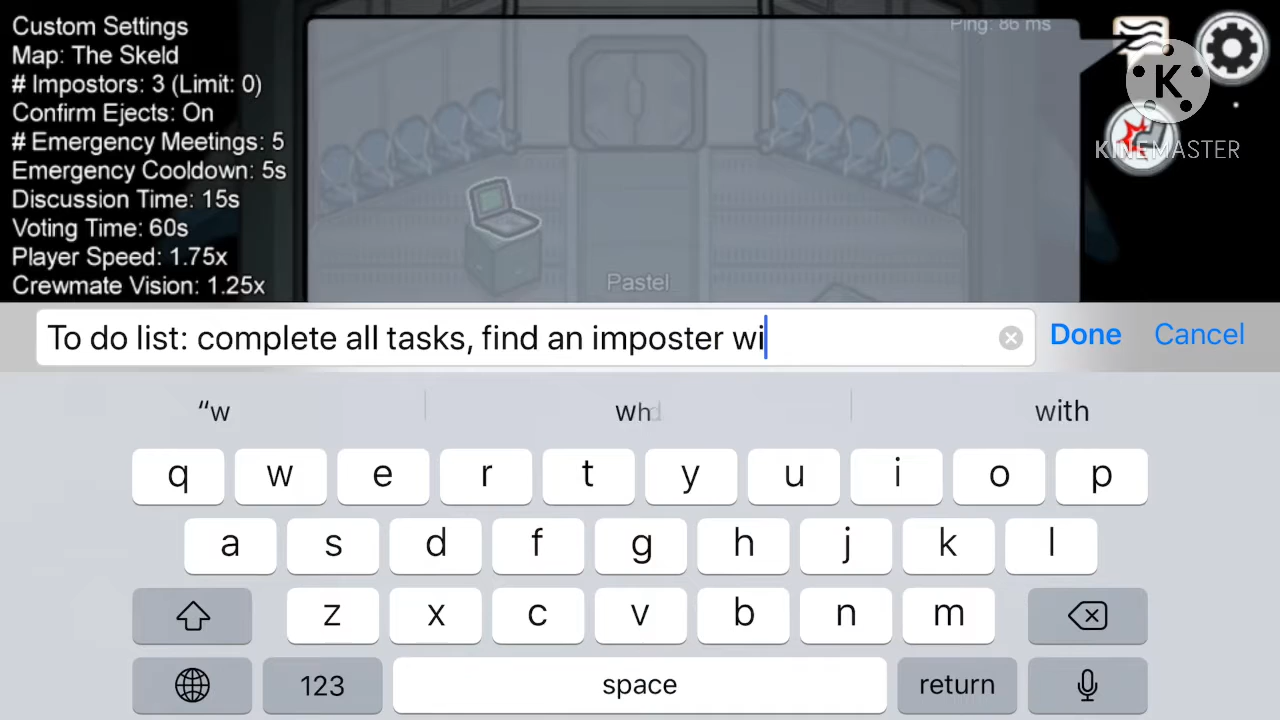 Custom Settings
Map: The Skeld
# Impostors: 3 (Limit: 0)
Confirm Ejects: On
# Emergency Meetings: 5
Emergency Cooldown: 5s
Discussion Time: 15s
Voting Time: 60s
Player Speed: 1.75x
Crewmate Vision: 1.25x
Ping: 86 ms
K
KINEMASTER
Pastel
To do list: complete all tasks, find an imposter wi
Done Cancel
“w with
q w e r t y u i o p
a s d f g h j k l
z x c v b n m
123 space return